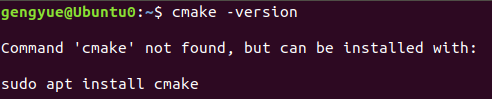 gengyue@Ubuntu0:~$ cmake -version
Command 'cmake' not found, but can be installed with:
sudo apt install cmake